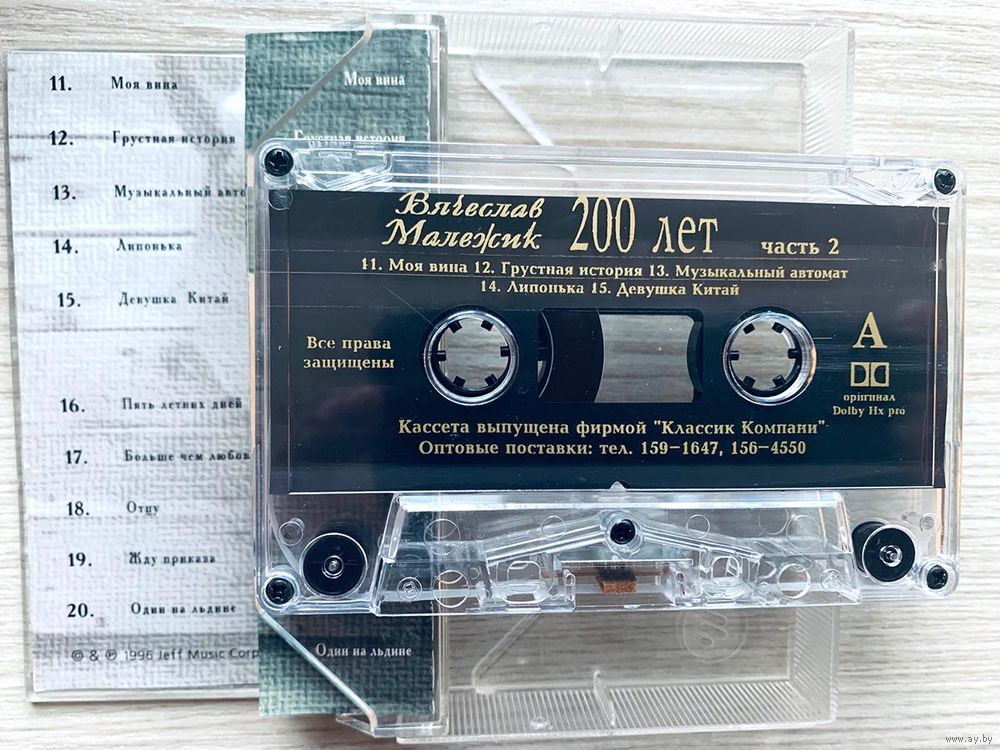 11. Моя вина
12. Грустная история
13. Музыкальный авто
14. Липонька
15. Девушка Китай
16. Пять летних дней
17. Больше чем любов
18. Отцу
19. Жду приказа
20. Один на льдине
© & ℗ 1996 Jeff Music Corp
Моя вина
Грустная история
Один на льдине
Вячеслав
Малежик
200 лет
часть 2
11. Моя вина 12. Грустная история 13. Музыкальный автомат
14. Липонька 15. Девушка Китай
Все права
защищены
A
оригинал
Dolby Hx pro
Кассета выпущена фирмой "Классик Компани"
Оптовые поставки: тел. 159-1647, 156-4550
www.ay.by